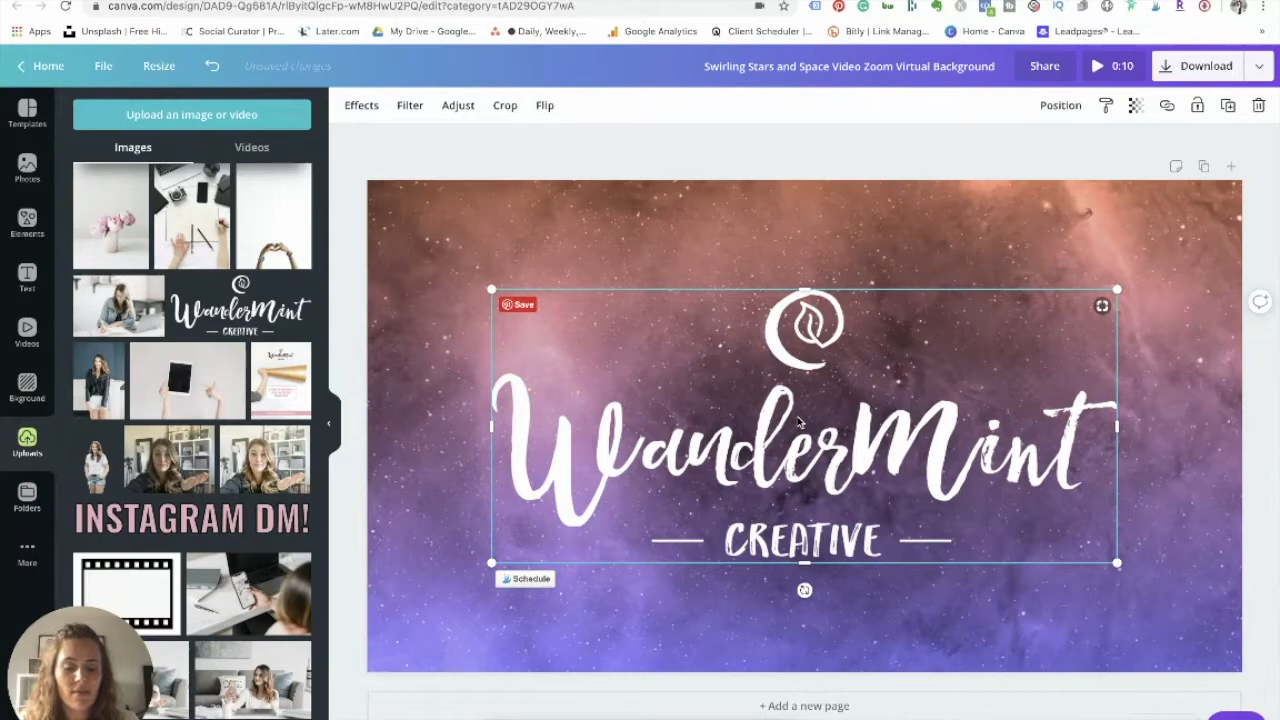 canva.com/design/DAD9-Qg681A/rlByitQlgcFp-wM8HwU2PQ/edit?category=tAD29OGY7wA
Apps
Unsplash | Free Hi...
Social Curator | Pr...
Later.com
My Drive - Google...
Daily, Weekly,...
Google Analytics
Client Scheduler |...
Bitly | Link Manag...
Home - Canva
Leadpages® - Lea...
Home
File
Resize
Unsaved changes
Swirling Stars and Space Video Zoom Virtual Background
Share
0:10
Download
Templates
Photos
Elements
Text
Videos
Bkground
Uploads
Folders
More
Upload an image or video
Images
Videos
WanderMint
CREATIVE
INSTAGRAM DM!
Effects
Filter
Adjust
Crop
Flip
Position
Save
WanderMint
CREATIVE
Schedule
+ Add a new page